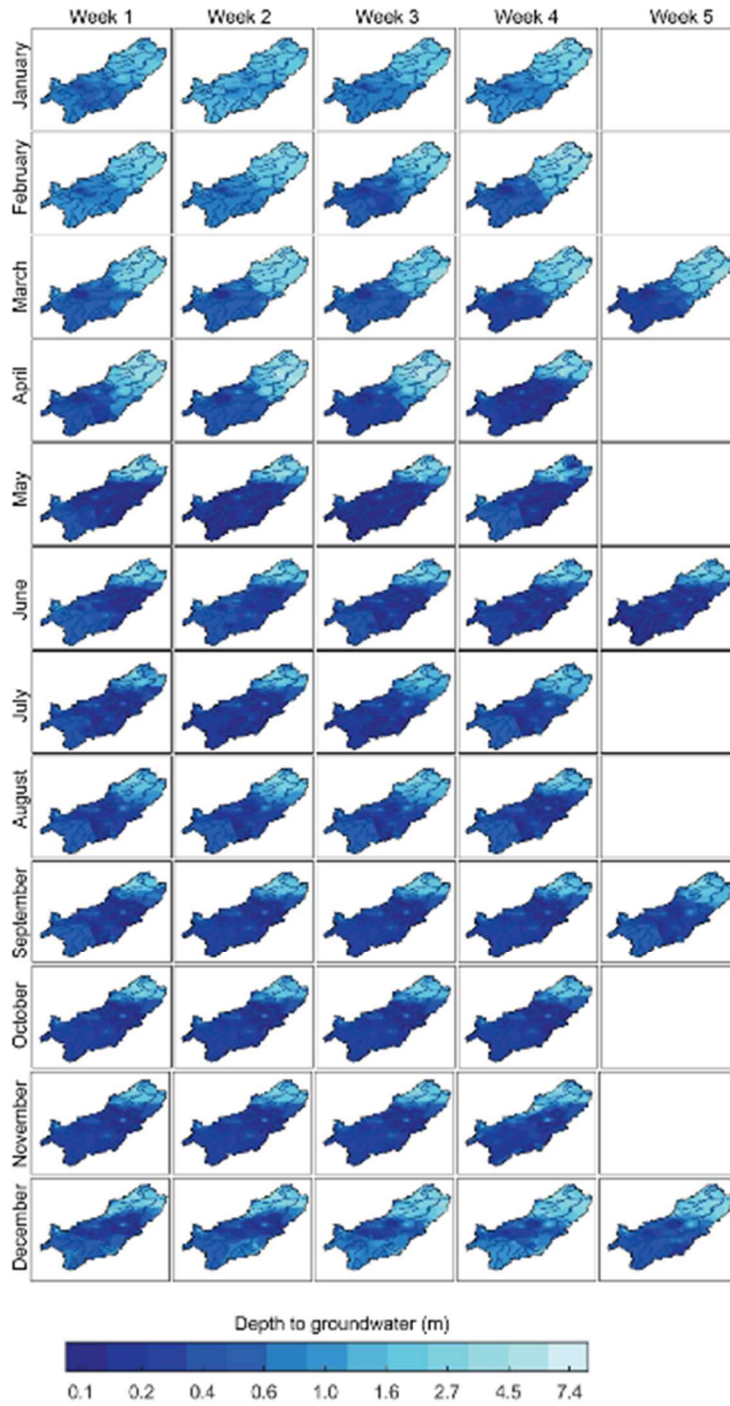 Week 1 Week 2 Week 3 Week 4 Week 5
January
February
March
April
May
June
July
August
September
October
November
December
Depth to groundwater (m)
0.1 0.2 0.4 0.6 1.0 1.6 2.7 4.5 7.4